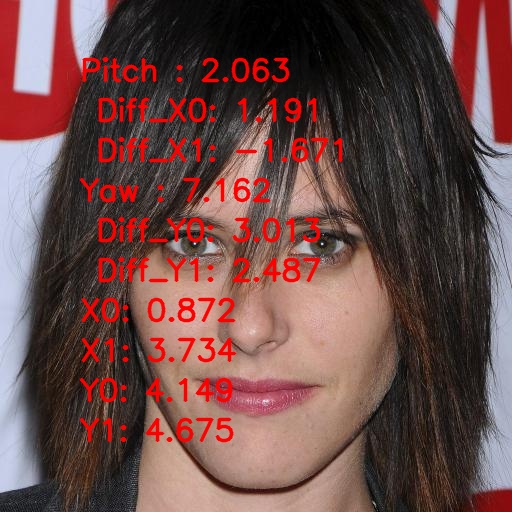 Pitch : 2.063
Diff_X0: 1.191
Diff_X1: -1.671
Yaw : 7.162
Diff_Y0: 3.013
Diff_Y1: 2.487
X0: 0.872
X1: 3.734
Y0: 4.149
Y1: 4.675